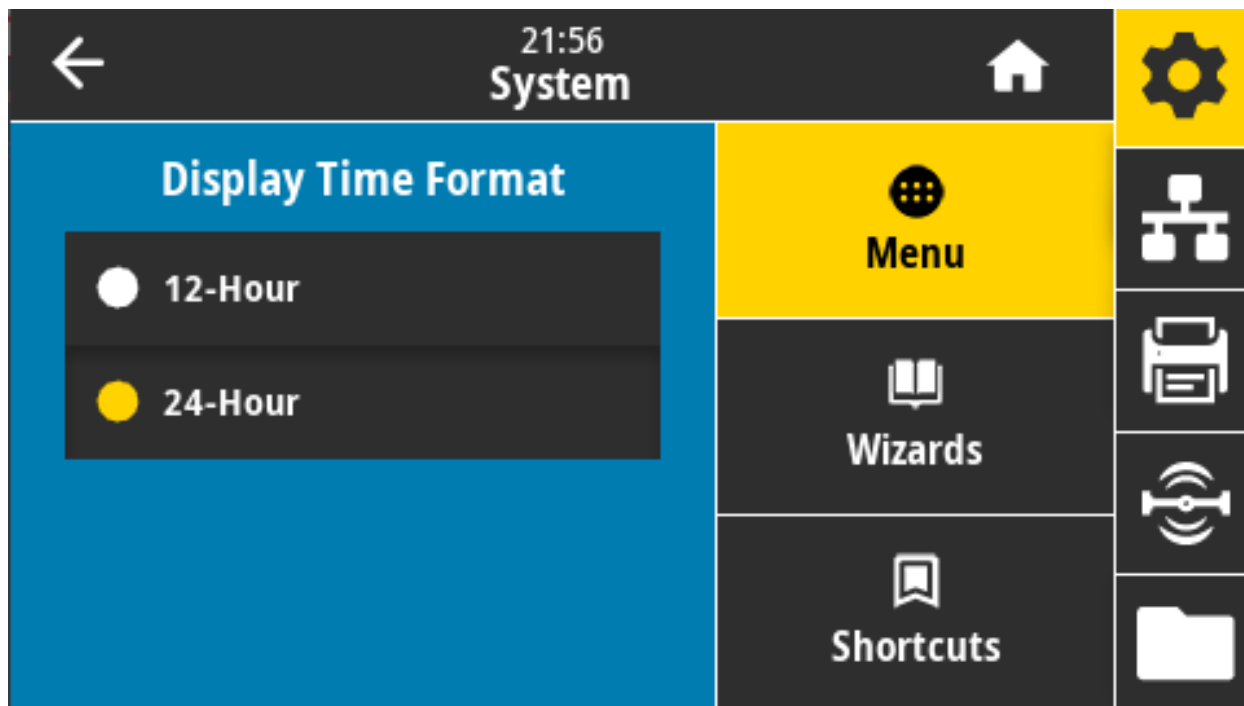 21:56
System
Display Time Format
12-Hour
24-Hour
Menu
Wizards
Shortcuts